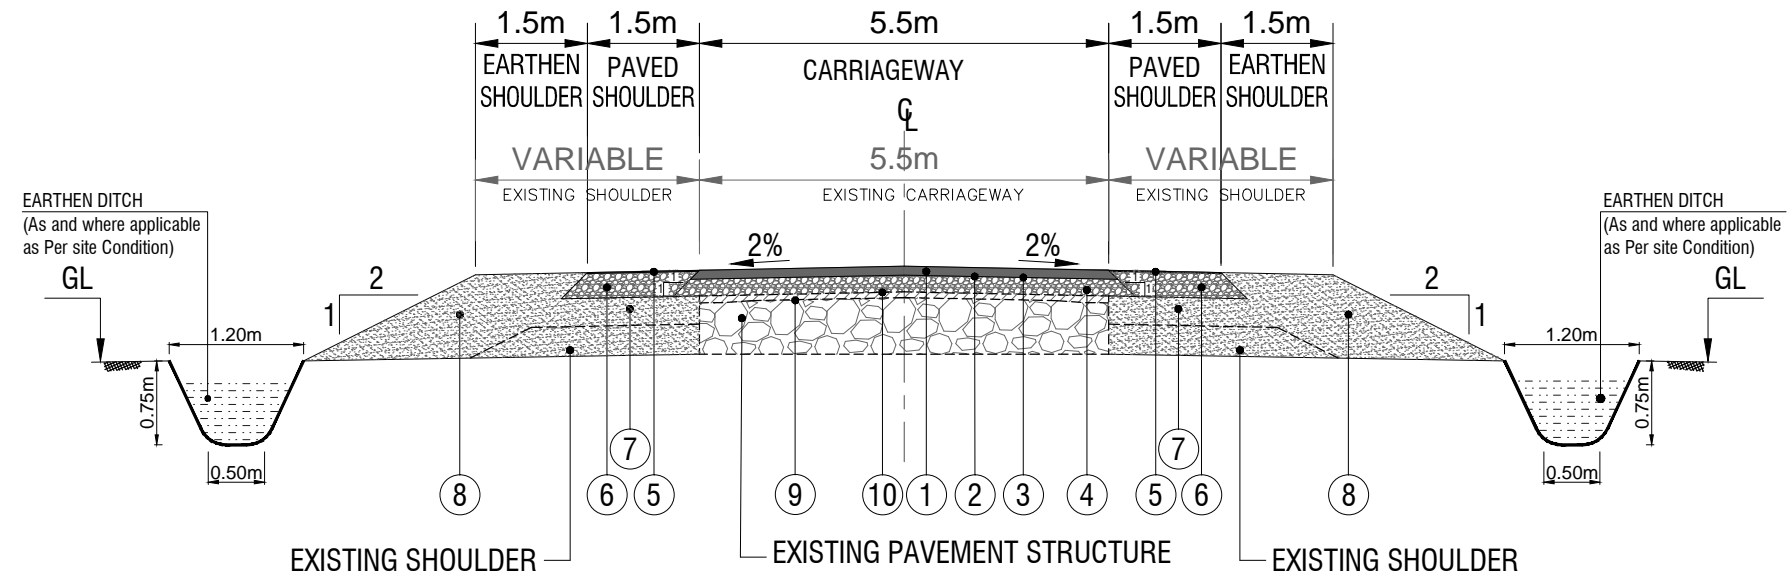 1.5m 1.5m 5.5m 1.5m 1.5m
EARTHEN SHOULDER
PAVED SHOULDER
CARRIAGEWAY
PAVED SHOULDER
EARTHEN SHOULDER
CL
VARIABLE 5.5m VARIABLE
EXISTING SHOULDER EXISTING CARRIAGEWAY EXISTING SHOULDER
EARTHEN DITCH
(As and where applicable
as Per site Condition)
GL
EARTHEN DITCH
(As and where applicable
as Per site Condition)
GL
2% 2%
2
1
2
1
1 1 1 1
1.20m
0.75m
0.50m
1.20m
0.75m
0.50m
7 7
8 6 5 9 10 1 2 3 4 5 6 8
EXISTING SHOULDER
EXISTING PAVEMENT STRUCTURE
EXISTING SHOULDER